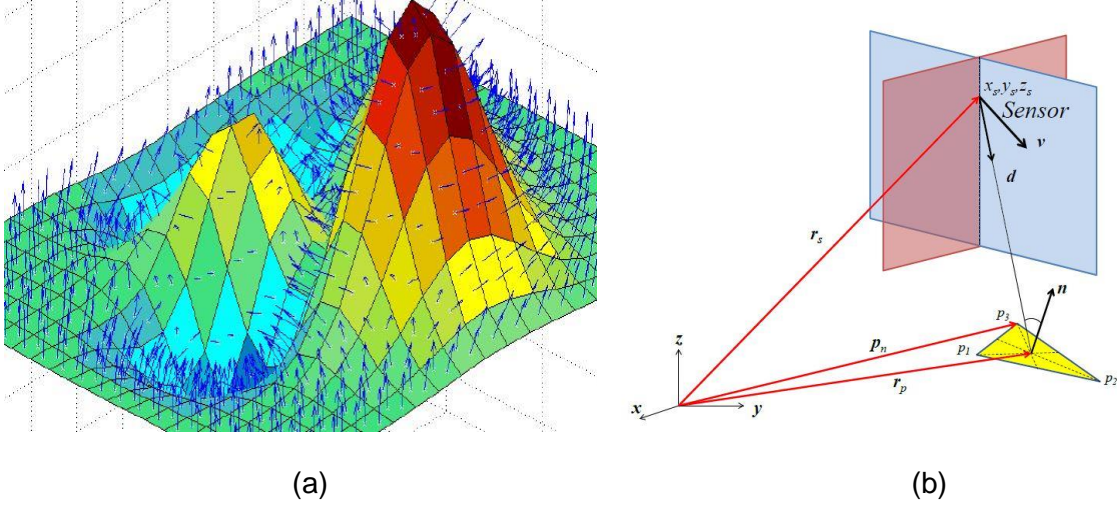 x_s,y_s,z_s
Sensor
v
d
r_s
n
p_3
z
p_n
p_1
r_p
p_2
x
y
(a)
(b)